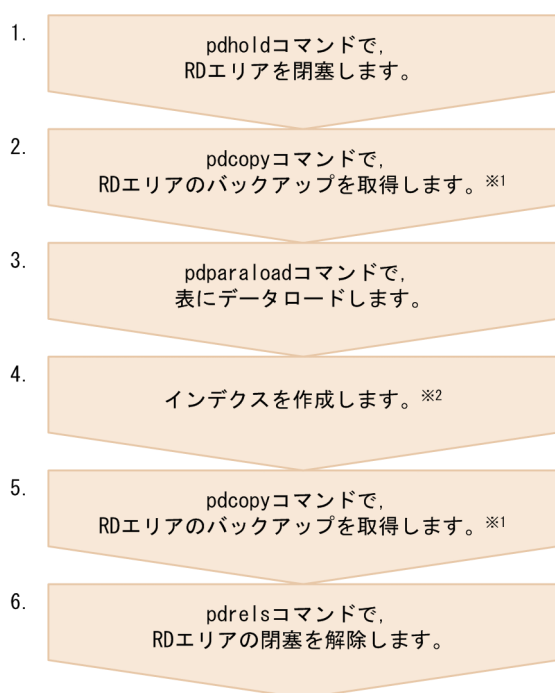 1.
pdholdコマンドで,
RDエリアを閉塞します。
2.
pdcopyコマンドで,
RDエリアのバックアップを取得します。※1
3.
pdparaloadコマンドで,
表にデータロードします。
4.
インデクスを作成します。※2
5.
pdcopyコマンドで,
RDエリアのバックアップを取得します。※1
6.
pdrelsコマンドで,
RDエリアの閉塞を解除します。